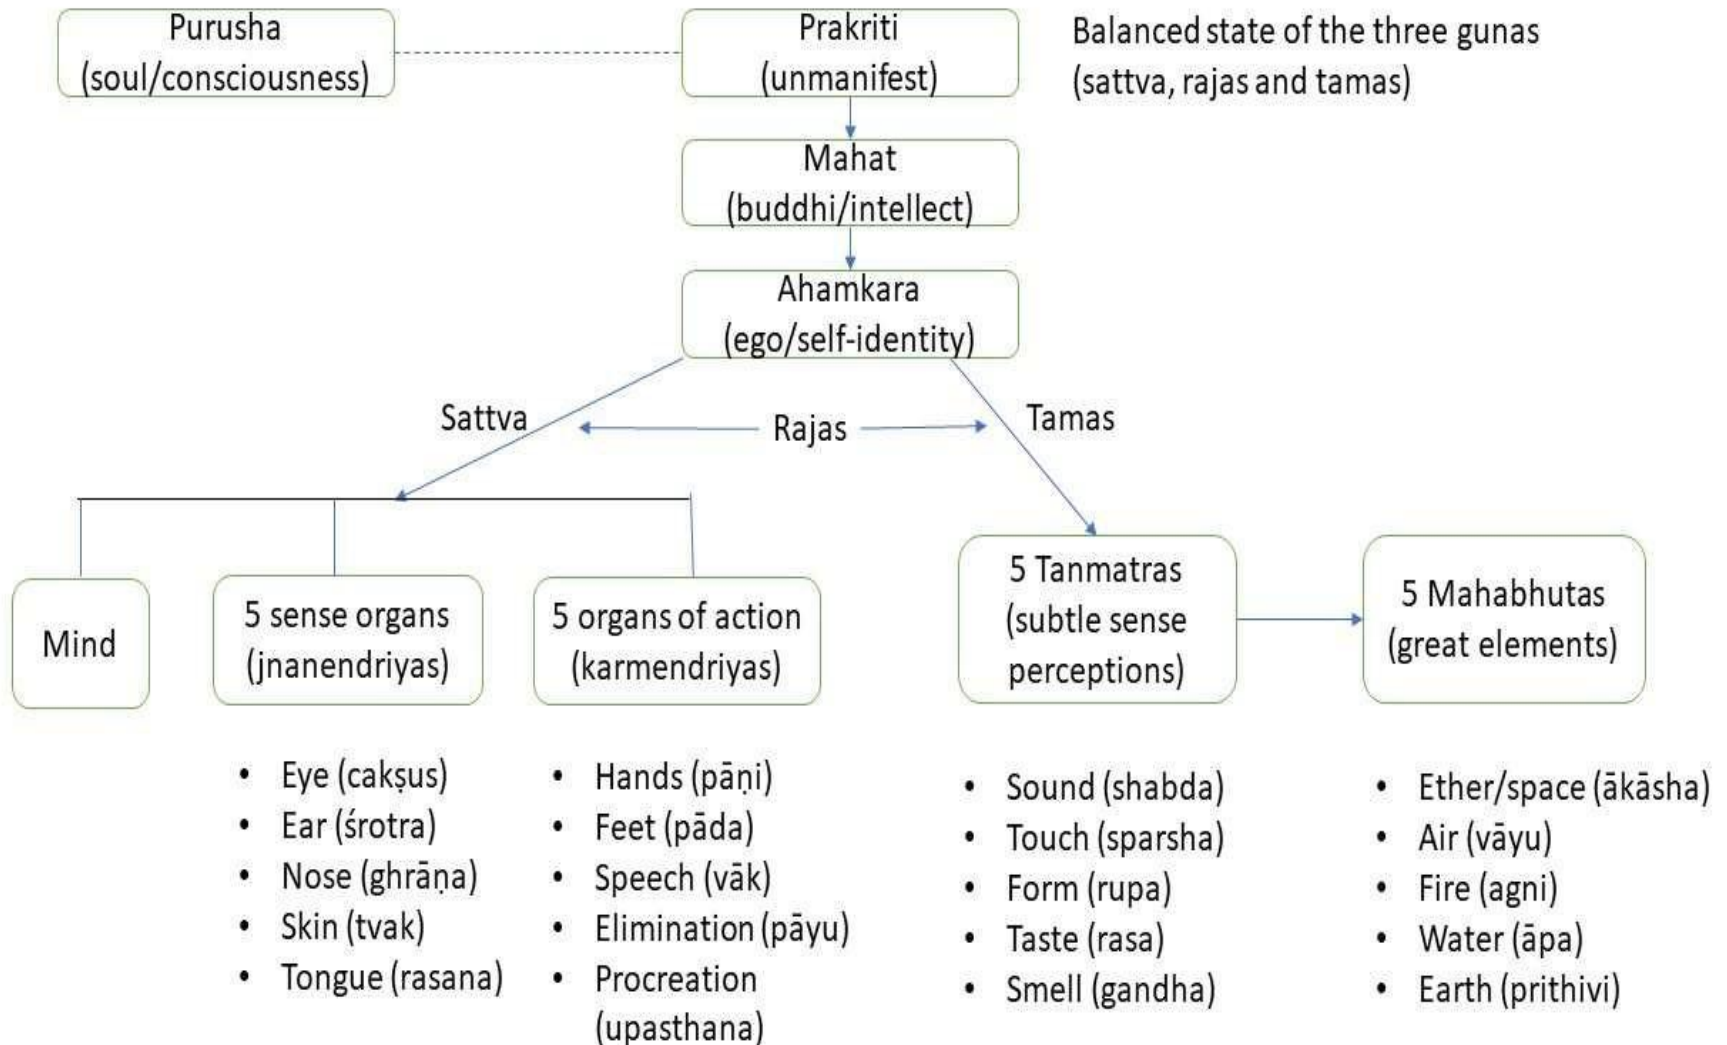 Purusha
(soul/consciousness)
Prakriti
(unmanifest)
Balanced state of the three gunas
(sattva, rajas and tamas)
Mahat
(buddhi/intellect)
Ahamkara
(ego/self-identity)
Sattva
Rajas
Tamas
Mind
5 sense organs
(jnanendriyas)
5 organs of action
(karmendriyas)
5 Tanmatras
(subtle sense
perceptions)
5 Mahabhutas
(great elements)
• Eye (cakṣus)
• Ear (śrotra)
• Nose (ghrāṇa)
• Skin (tvak)
• Tongue (rasana)
• Hands (pāṇi)
• Feet (pāda)
• Speech (vāk)
• Elimination (pāyu)
• Procreation
(upasthana)
• Sound (shabda)
• Touch (sparsha)
• Form (rupa)
• Taste (rasa)
• Smell (gandha)
• Ether/space (ākāsha)
• Air (vāyu)
• Fire (agni)
• Water (āpa)
• Earth (prithivi)